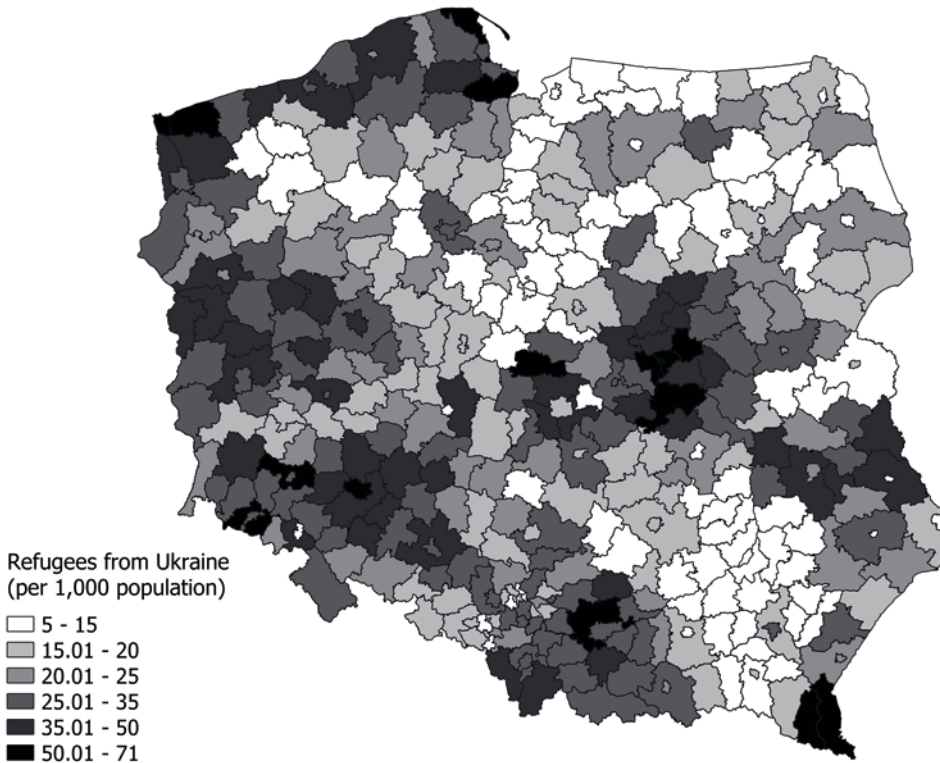 Refugees from Ukraine
(per 1,000 population)
5 - 15
15.01 - 20
20.01 - 25
25.01 - 35
35.01 - 50
50.01 - 71